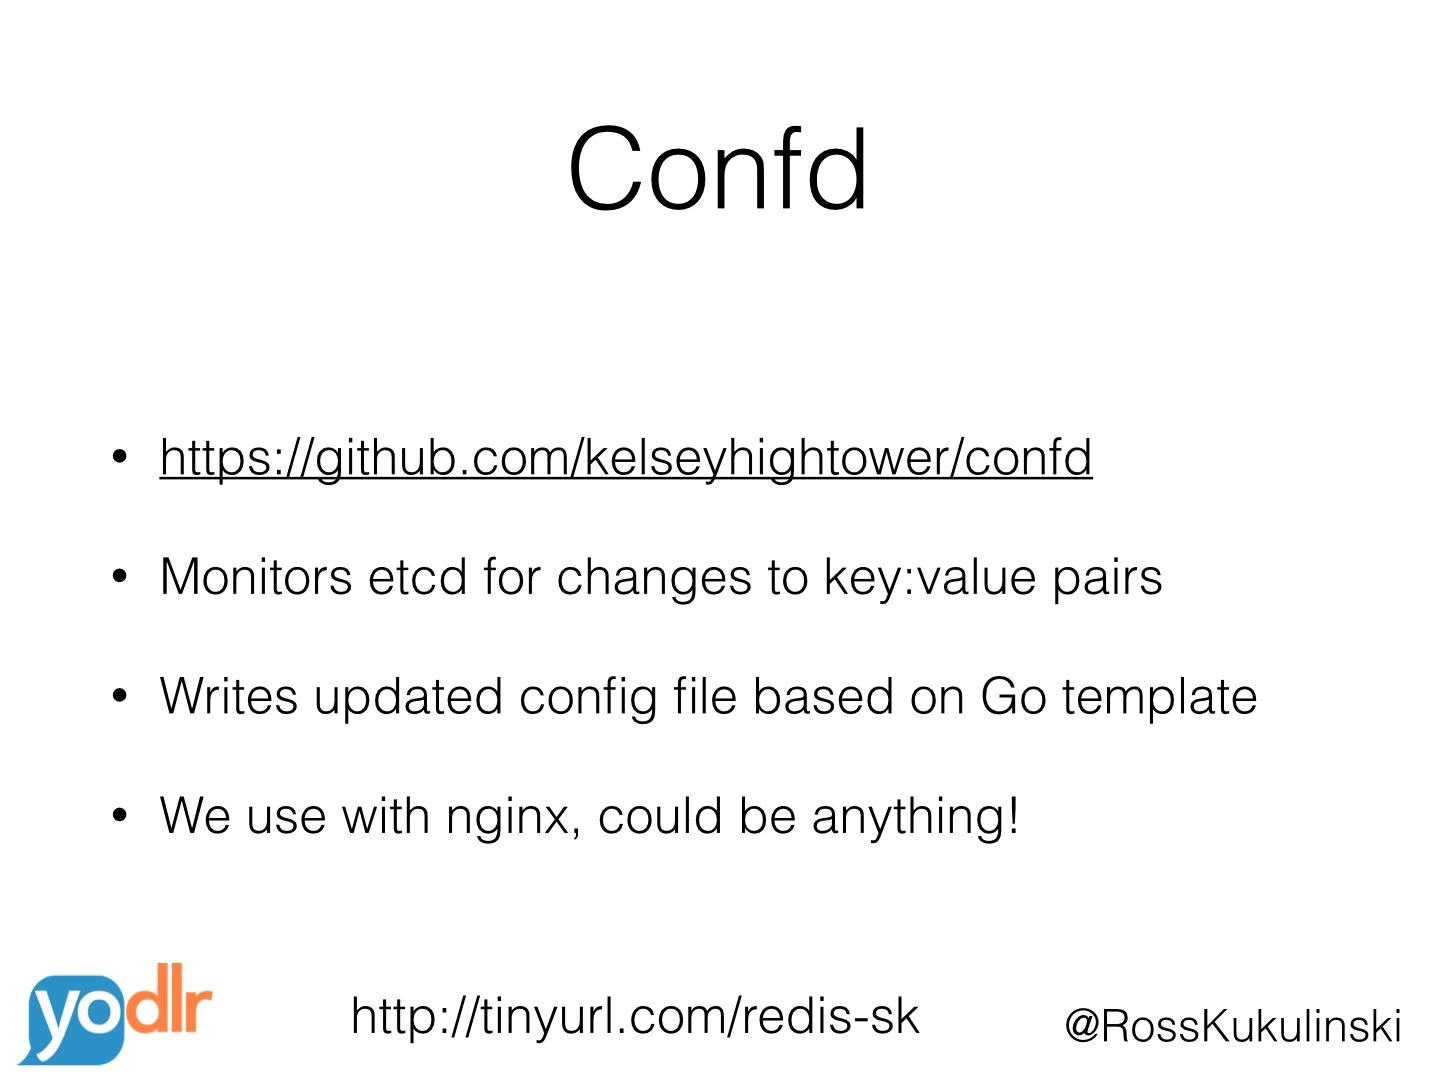 Confd
• https://github.com/kelseyhightower/confd
• Monitors etcd for changes to key:value pairs
• Writes updated config file based on Go template
• We use with nginx, could be anything!
yodlr
http://tinyurl.com/redis-sk
@RossKukulinski